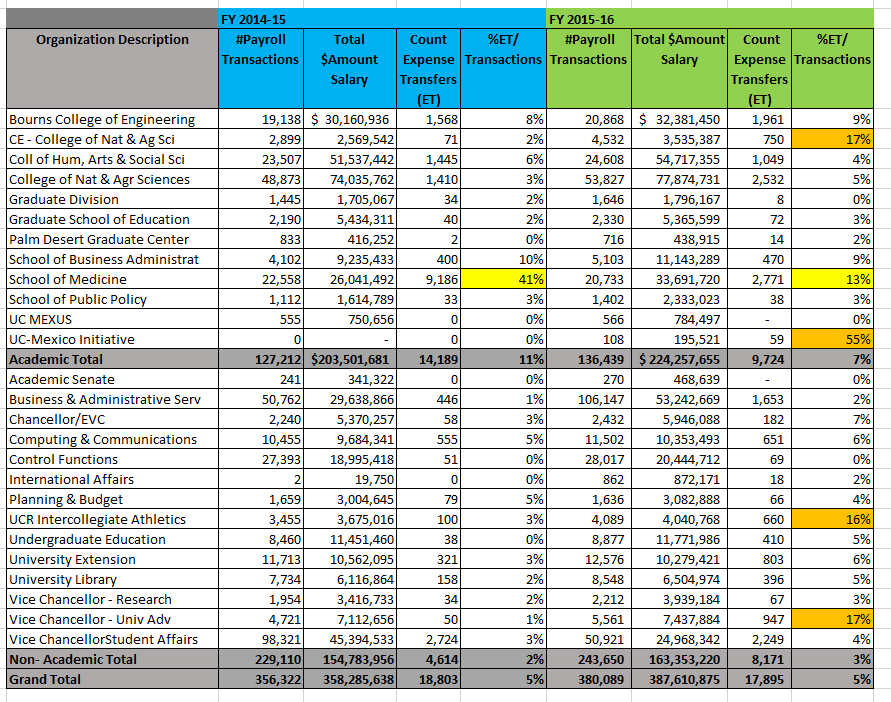 FY 2014-15 FY 2015-16
Organization Description #Payroll Transactions Total $Amount Salary Count Expense Transfers (ET) %ET/ Transactions #Payroll Transactions Total $Amount Salary Count Expense Transfers (ET) %ET/ Transactions
Bourns College of Engineering 19,138 $ 30,160,936 1,568 8% 20,868 $ 32,381,450 1,961 9%
CE - College of Nat & Ag Sci 2,899 2,569,542 71 2% 4,532 3,535,387 750 17%
Coll of Hum, Arts & Social Sci 23,507 51,537,442 1,445 6% 24,608 54,717,355 1,049 4%
College of Nat & Agr Sciences 48,873 74,035,762 1,410 3% 53,827 77,874,731 2,532 5%
Graduate Division 1,445 1,705,067 34 2% 1,646 1,796,167 8 0%
Graduate School of Education 2,190 5,434,311 40 2% 2,330 5,365,599 72 3%
Palm Desert Graduate Center 833 416,252 2 0% 716 438,915 14 2%
School of Business Administrat 4,102 9,235,433 400 10% 5,103 11,143,289 470 9%
School of Medicine 22,558 26,041,492 9,186 41% 20,733 33,691,720 2,771 13%
School of Public Policy 1,112 1,614,789 33 3% 1,402 2,333,023 38 3%
UC MEXUS 555 750,656 0 0% 566 784,497 - 0%
UC-Mexico Initiative 0 - 0 0% 108 195,521 59 55%
Academic Total 127,212 $203,501,681 14,189 11% 136,439 $ 224,257,655 9,724 7%
Academic Senate 241 341,322 0 0% 270 468,639 - 0%
Business & Administrative Serv 50,762 29,638,866 446 1% 106,147 53,242,669 1,653 2%
Chancellor/EVC 2,240 5,370,257 58 3% 2,432 5,946,088 182 7%
Computing & Communications 10,455 9,684,341 555 5% 11,502 10,353,493 651 6%
Control Functions 27,393 18,995,418 51 0% 28,017 20,444,712 69 0%
International Affairs 2 19,750 0 0% 862 872,171 18 2%
Planning & Budget 1,659 3,004,645 79 5% 1,636 3,082,888 66 4%
UCR Intercollegiate Athletics 3,455 3,675,016 100 3% 4,089 4,040,768 660 16%
Undergraduate Education 8,460 11,451,460 38 0% 8,877 11,771,986 410 5%
University Extension 11,713 10,562,095 321 3% 12,576 10,279,421 803 6%
University Library 7,734 6,116,864 158 2% 8,548 6,504,974 396 5%
Vice Chancellor - Research 1,954 3,416,733 34 2% 2,212 3,939,184 67 3%
Vice Chancellor - Univ Adv 4,721 7,112,656 50 1% 5,561 7,437,884 947 17%
Vice ChancellorStudent Affairs 98,321 45,394,533 2,724 3% 50,921 24,968,342 2,249 4%
Non- Academic Total 229,110 154,783,956 4,614 2% 243,650 163,353,220 8,171 3%
Grand Total 356,322 358,285,638 18,803 5% 380,089 387,610,875 17,895 5%